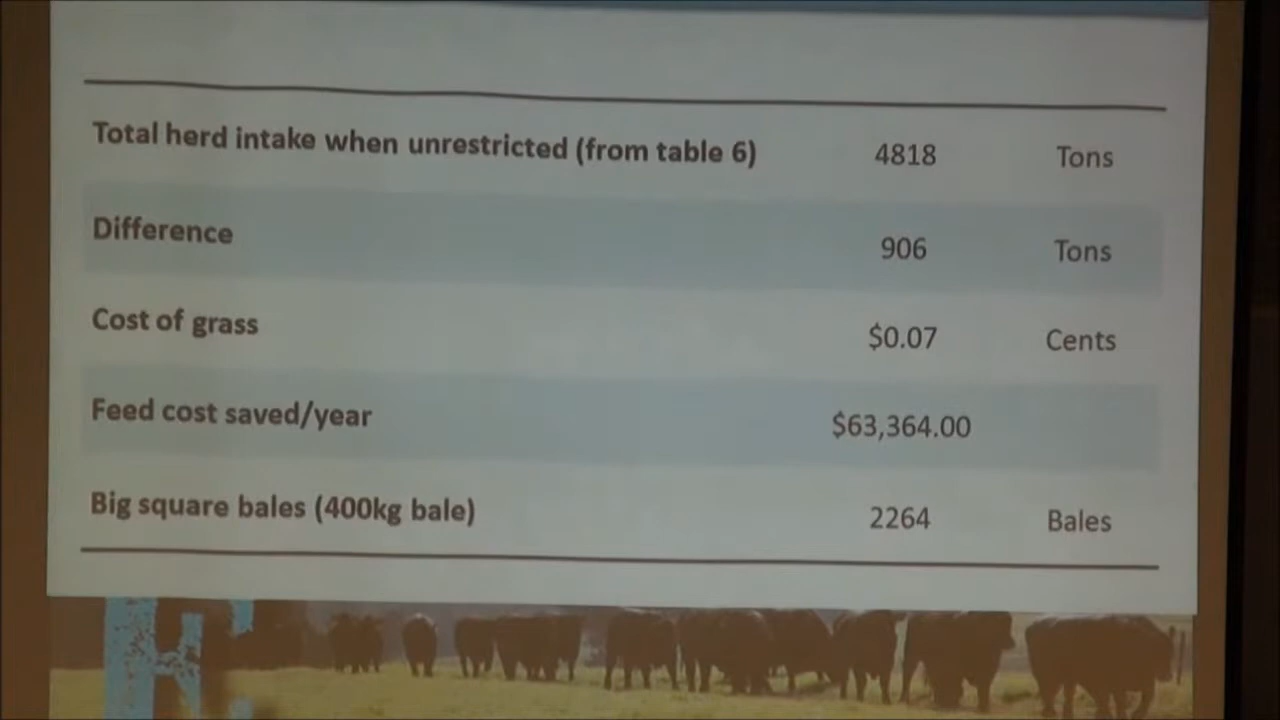 Total herd intake when unrestricted (from table 6) 4818 Tons
Difference 906 Tons
Cost of grass $0.07 Cents
Feed cost saved/year $63,364.00
Big square bales (400kg bale) 2264 Bales